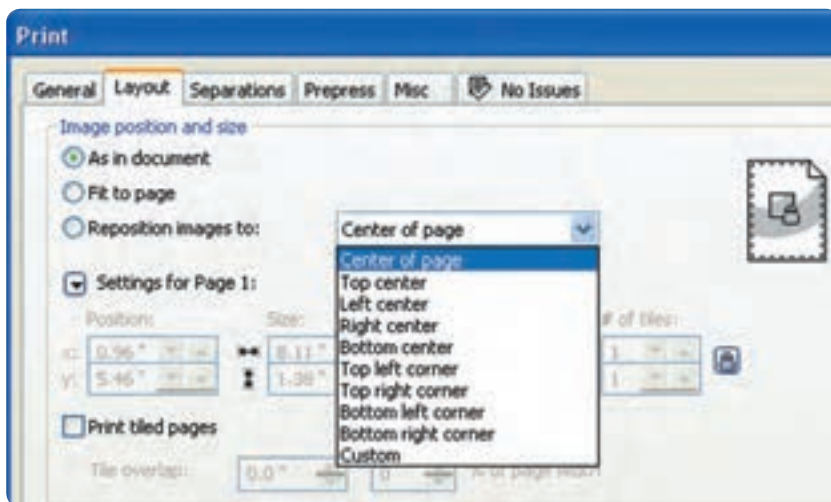 Print
General Layout Separations Prepress Misc No Issues
Image position and size
As in document
Fit to page
Reposition images to: Center of page
Center of page
Settings for Page 1:
Top center
Left center
Right center
Position: Size: # of tiles:
Bottom center
x: 0.96 " 8.11 " 1
Top left corner
y: 5.46 " 1.38 " 1
Top right corner
Bottom left corner
Print tiled pages
Bottom right corner
Custom
Tile overlap: 0.0 " 0 % of page width